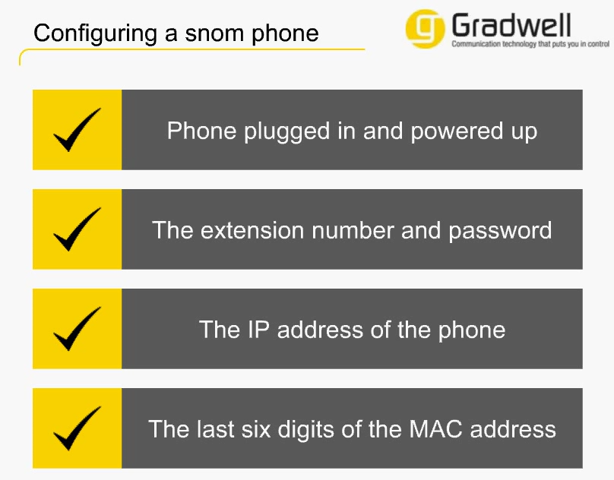 Configuring a snom phone
Gradwell
Communication technology that puts you in control
Phone plugged in and powered up
The extension number and password
The IP address of the phone
The last six digits of the MAC address